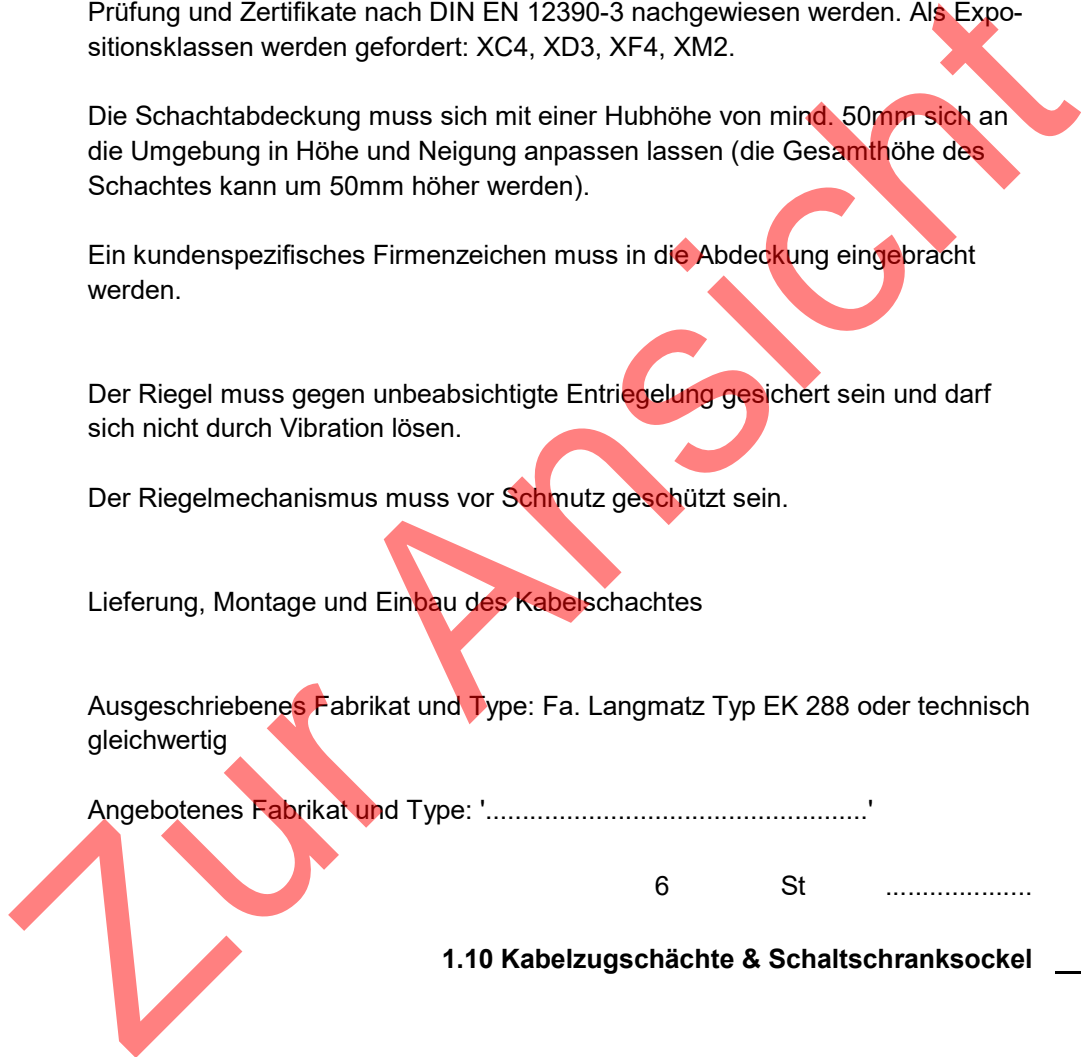 Prüfung und Zertifikate nach DIN EN 12390-3 nachgewiesen werden. Als Expo-
sitionsklassen werden gefordert: XC4, XD3, XF4, XM2.
Die Schachtabdeckung muss sich mit einer Hubhöhe von mind. 50mm sich an
die Umgebung in Höhe und Neigung anpassen lassen (die Gesamthöhe des
Schachtes kann um 50mm höher werden).
Ein kundenspezifisches Firmenzeichen muss in die Abdeckung eingebracht
werden.
Der Riegel muss gegen unbeabsichtigte Entriegelung gesichert sein und darf
sich nicht durch Vibration lösen.
Der Riegelmechanismus muss vor Schmutz geschützt sein.
Lieferung, Montage und Einbau des Kabelschachtes
Ausgeschriebenes Fabrikat und Type: Fa. Langmatz Typ EK 288 oder technisch
gleichwertig
Angebotenes Fabrikat und Type: '...................................................'
6 St ...................
1.10 Kabelzugschächte & Schaltschranksockel
Zur Ansicht